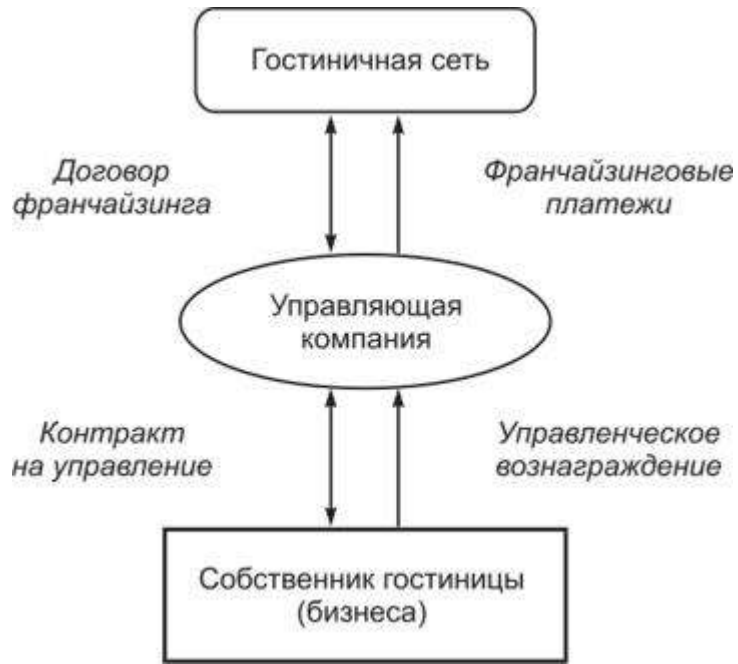 Гостиничная сеть
Договор
франчайзинга
Франчайзинговые
платежи
Управляющая
компания
Контракт
на управление
Управленческое
вознаграждение
Собственник гостиницы
(бизнеса)